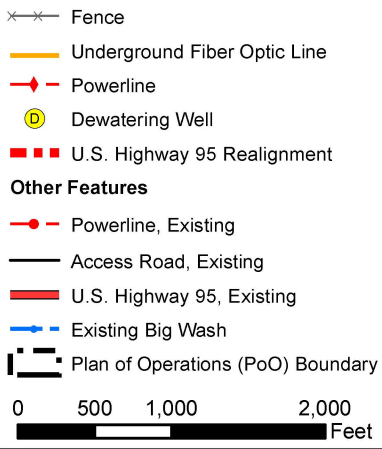 Fence
Underground Fiber Optic Line
Powerline
D Dewatering Well
U.S. Highway 95 Realignment
Other Features
Powerline, Existing
Access Road, Existing
U.S. Highway 95, Existing
Existing Big Wash
Plan of Operations (PoO) Boundary
0 500 1,000 2,000
Feet